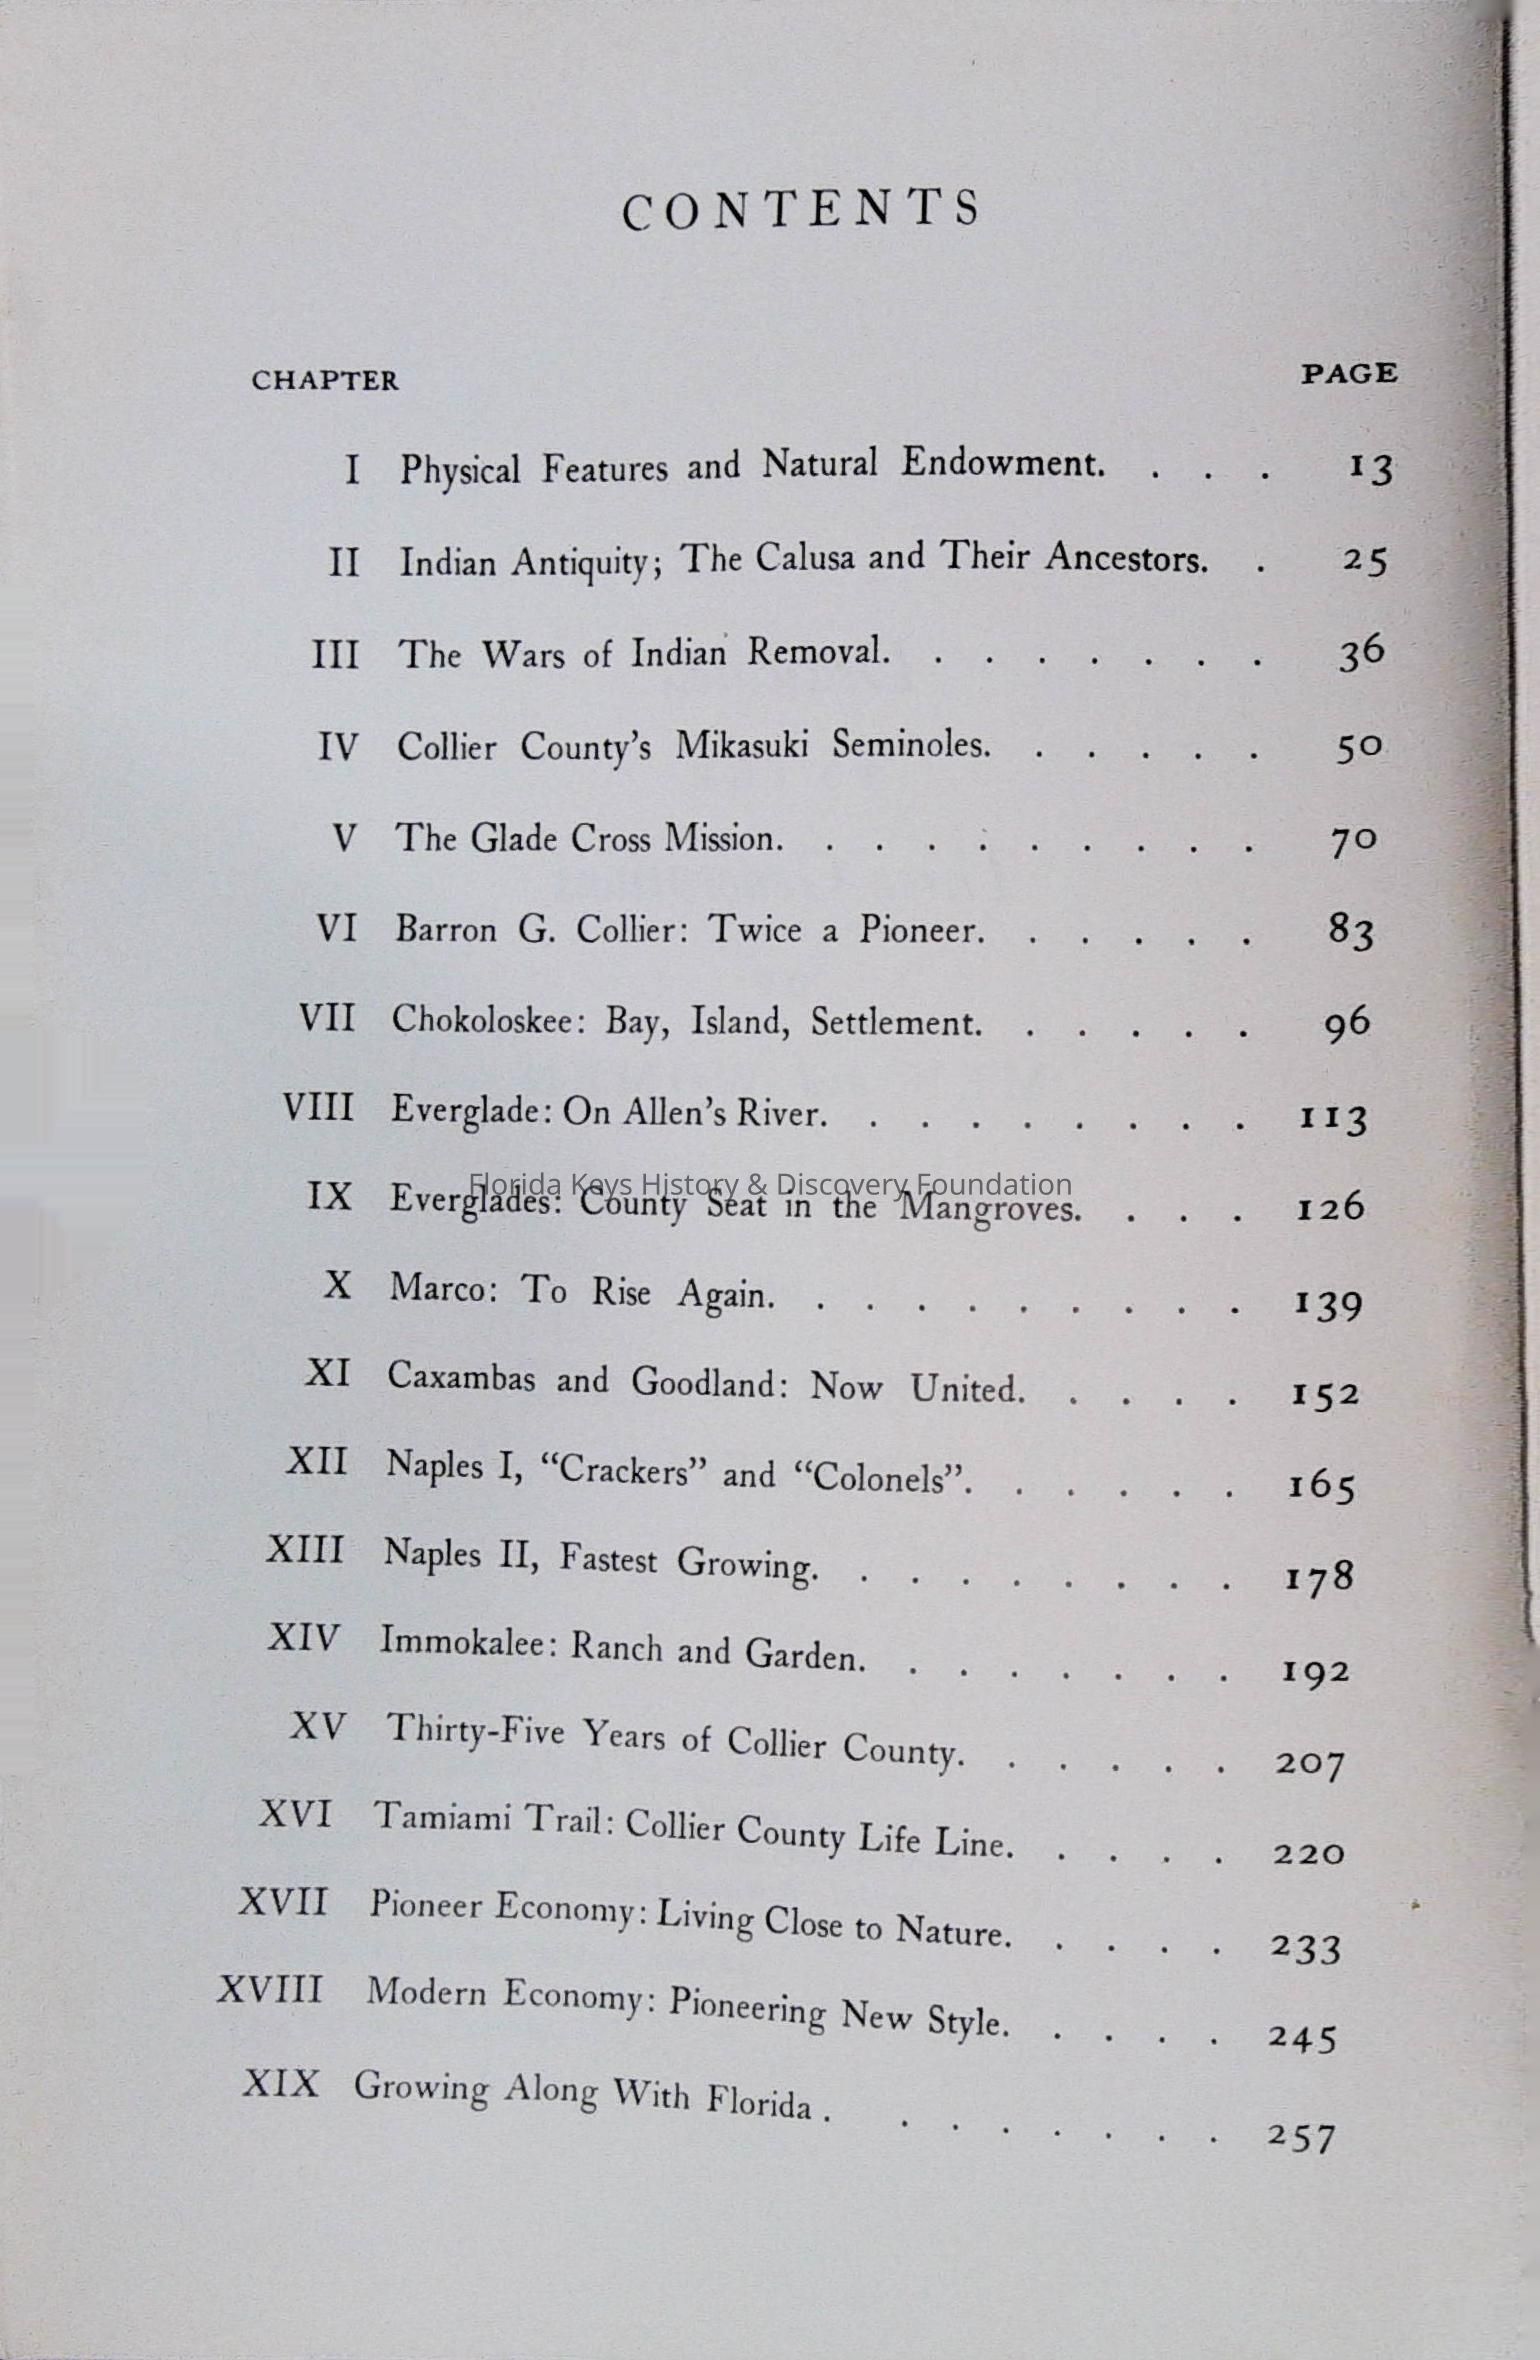 CONTENTS
CHAPTER PAGE
I Physical Features and Natural Endowment. . . . 13
II Indian Antiquity; The Calusa and Their Ancestors. . 25
III The Wars of Indian Removal. . . . . . . . 36
IV Collier County's Mikasuki Seminoles. . . . . . 50
V The Glade Cross Mission. . . . . . . . . . 70
VI Barron G. Collier: Twice a Pioneer. . . . . . 83
VII Chokoloskee: Bay, Island, Settlement. . . . . . 96
VIII Everglade: On Allen's River. . . . . . . . . 113
Florida Keys History & Discovery Foundation
IX Everglades: County Seat in the Mangroves. . . . 126
X Marco: To Rise Again. . . . . . . . . . 139
XI Caxambas and Goodland: Now United. . . . . 152
XII Naples I, “Crackers” and “Colonels”. . . . . . 165
XIII Naples II, Fastest Growing. . . . . . . . . 178
XIV Immokalee: Ranch and Garden. . . . . . . . 192
XV Thirty-Five Years of Collier County. . . . . . 207
XVI Tamiami Trail: Collier County Life Line. . . . . 220
XVII Pioneer Economy: Living Close to Nature. . . . . 233
XVIII Modern Economy: Pioneering New Style. . . . . 245
XIX Growing Along With Florida . . . . . . . . 257